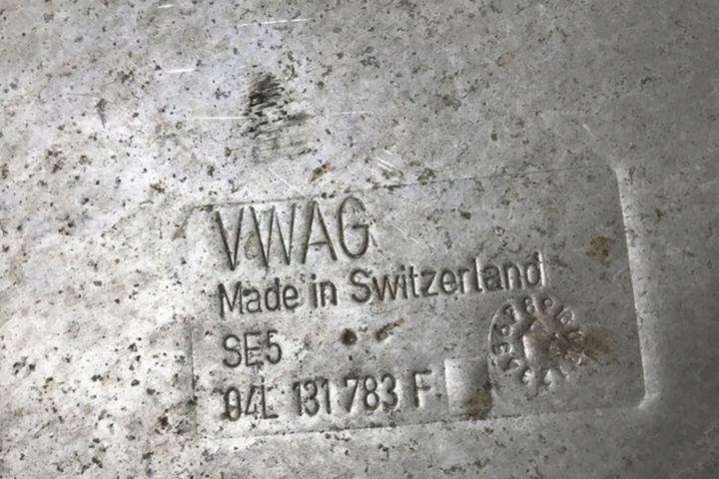 VWAG
Made in Switzerland
SE5
04L 131 783 F